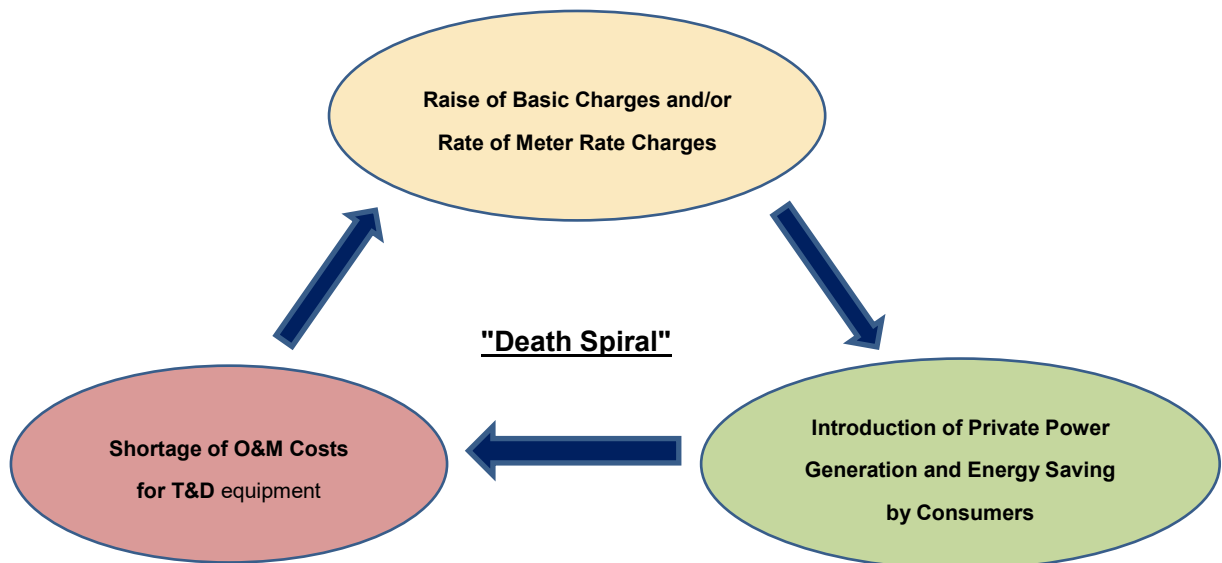 Raise of Basic Charges and/or
Rate of Meter Rate Charges
"Death Spiral"
Shortage of O&M Costs
for T&D equipment
Introduction of Private Power
Generation and Energy Saving
by Consumers